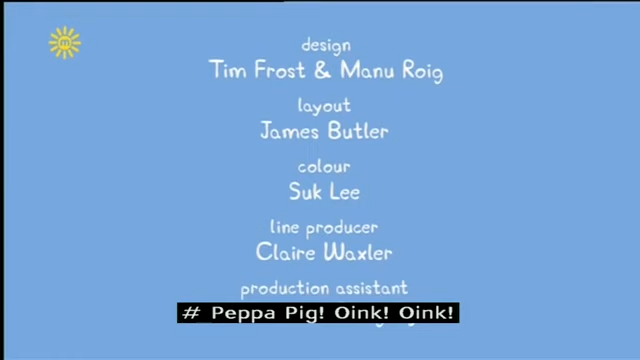 m
design
Tim Frost & Manu Roig
layout
James Butler
colour
Suk Lee
line producer
Claire Waxler
production assistant
# Peppa Pig! Oink! Oink!